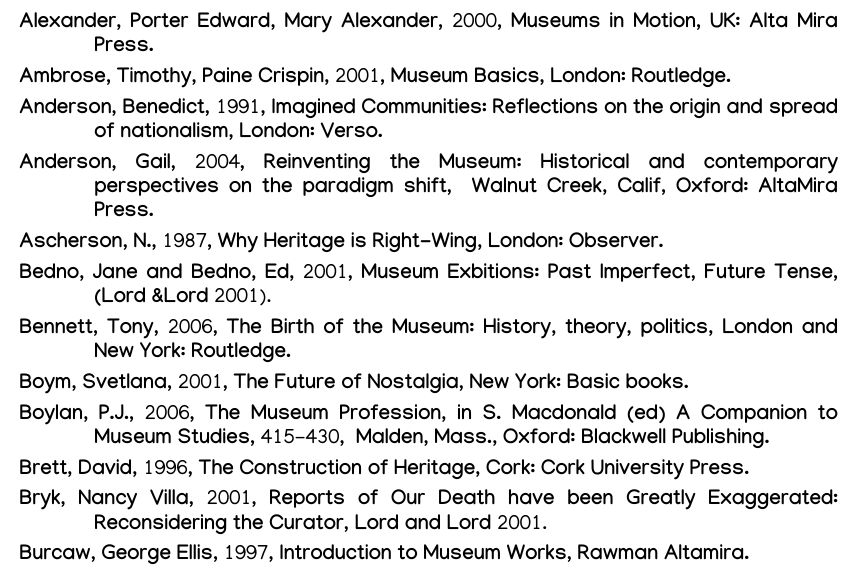 Alexander, Porter Edward, Mary Alexander, 2000, Museums in Motion, UK: Alta Mira
Press.
Ambrose, Timothy, Paine Crispin, 2001, Museum Basics, London: Routledge.
Anderson, Benedict, 1991, Imagined Communities: Reflections on the origin and spread
of nationalism, London: Verso.
Anderson, Gail, 2004, Reinventing the Museum: Historical and contemporary
perspectives on the paradigm shift, Walnut Creek, Calif, Oxford: AltaMira
Press.
Ascherson, N., 1987, Why Heritage is Right-Wing, London: Observer.
Bedno, Jane and Bedno, Ed, 2001, Museum Exbitions: Past Imperfect, Future Tense,
(Lord &Lord 2001).
Bennett, Tony, 2006, The Birth of the Museum: History, theory, politics, London and
New York: Routledge.
Boym, Svetlana, 2001, The Future of Nostalgia, New York: Basic books.
Boylan, P.J., 2006, The Museum Profession, in S. Macdonald (ed) A Companion to
Museum Studies, 415-430, Malden, Mass., Oxford: Blackwell Publishing.
Brett, David, 1996, The Construction of Heritage, Cork: Cork University Press.
Bryk, Nancy Villa, 2001, Reports of Our Death have been Greatly Exaggerated:
Reconsidering the Curator, Lord and Lord 2001.
Burcaw, George Ellis, 1997, Introduction to Museum Works, Rawman Altamira.